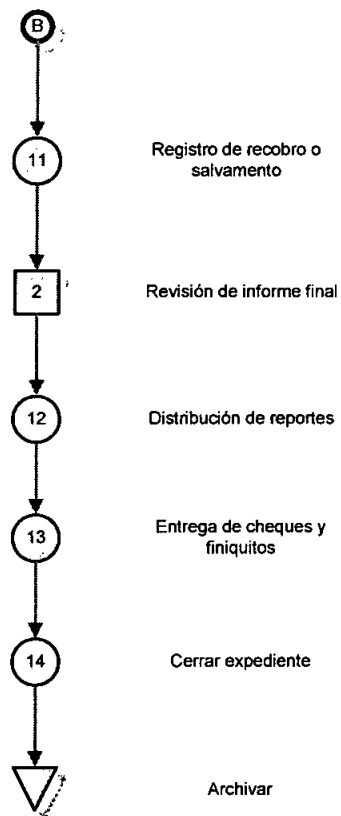 B
11
Registro de recobro o
salvamento
2
Revisión de informe final
12
Distribución de reportes
13
Entrega de cheques y
finiquitos
14
Cerrar expediente
Archivar